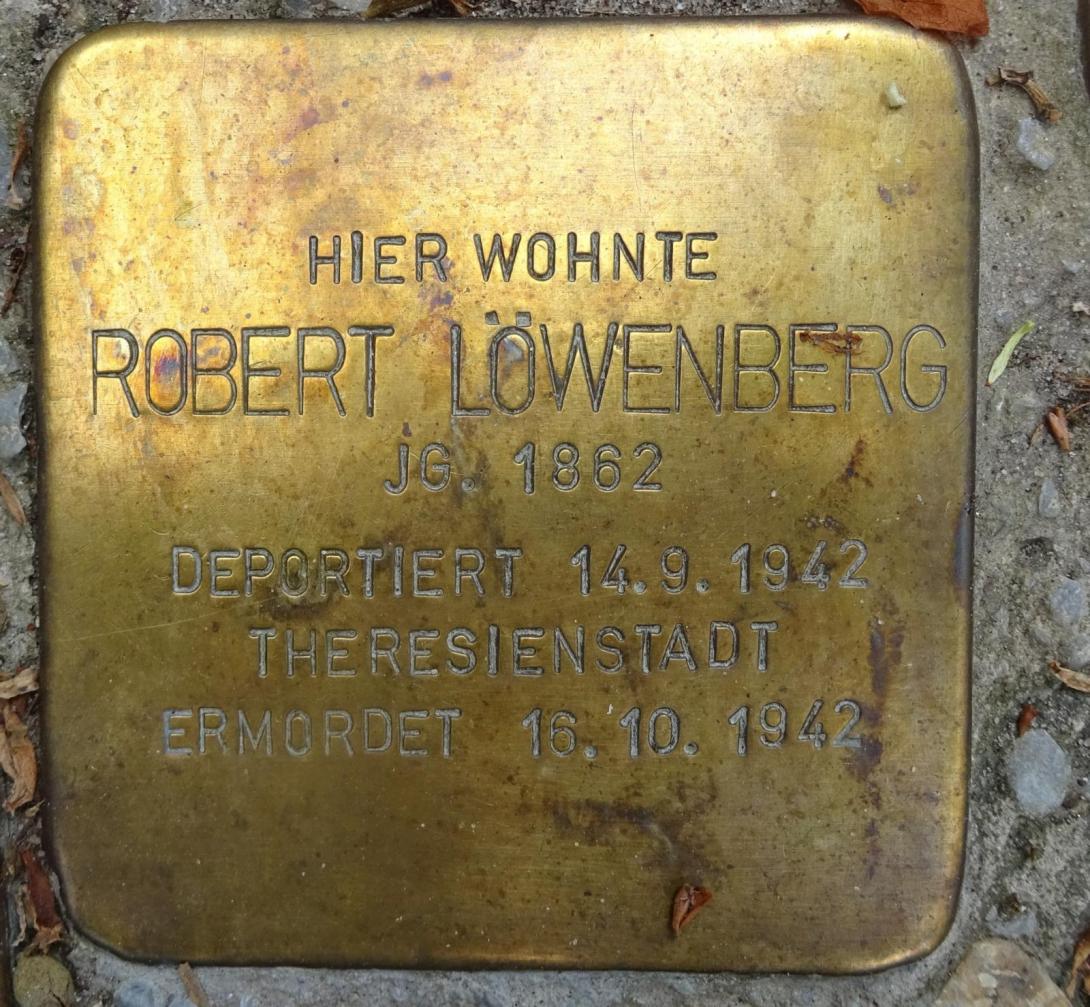 HIER WOHNTE
ROBERT LÖWENBERG
JG. 1862
DEPORTIERT 14.9.1942
THERESIENSTADT
ERMORDET 16.10.1942